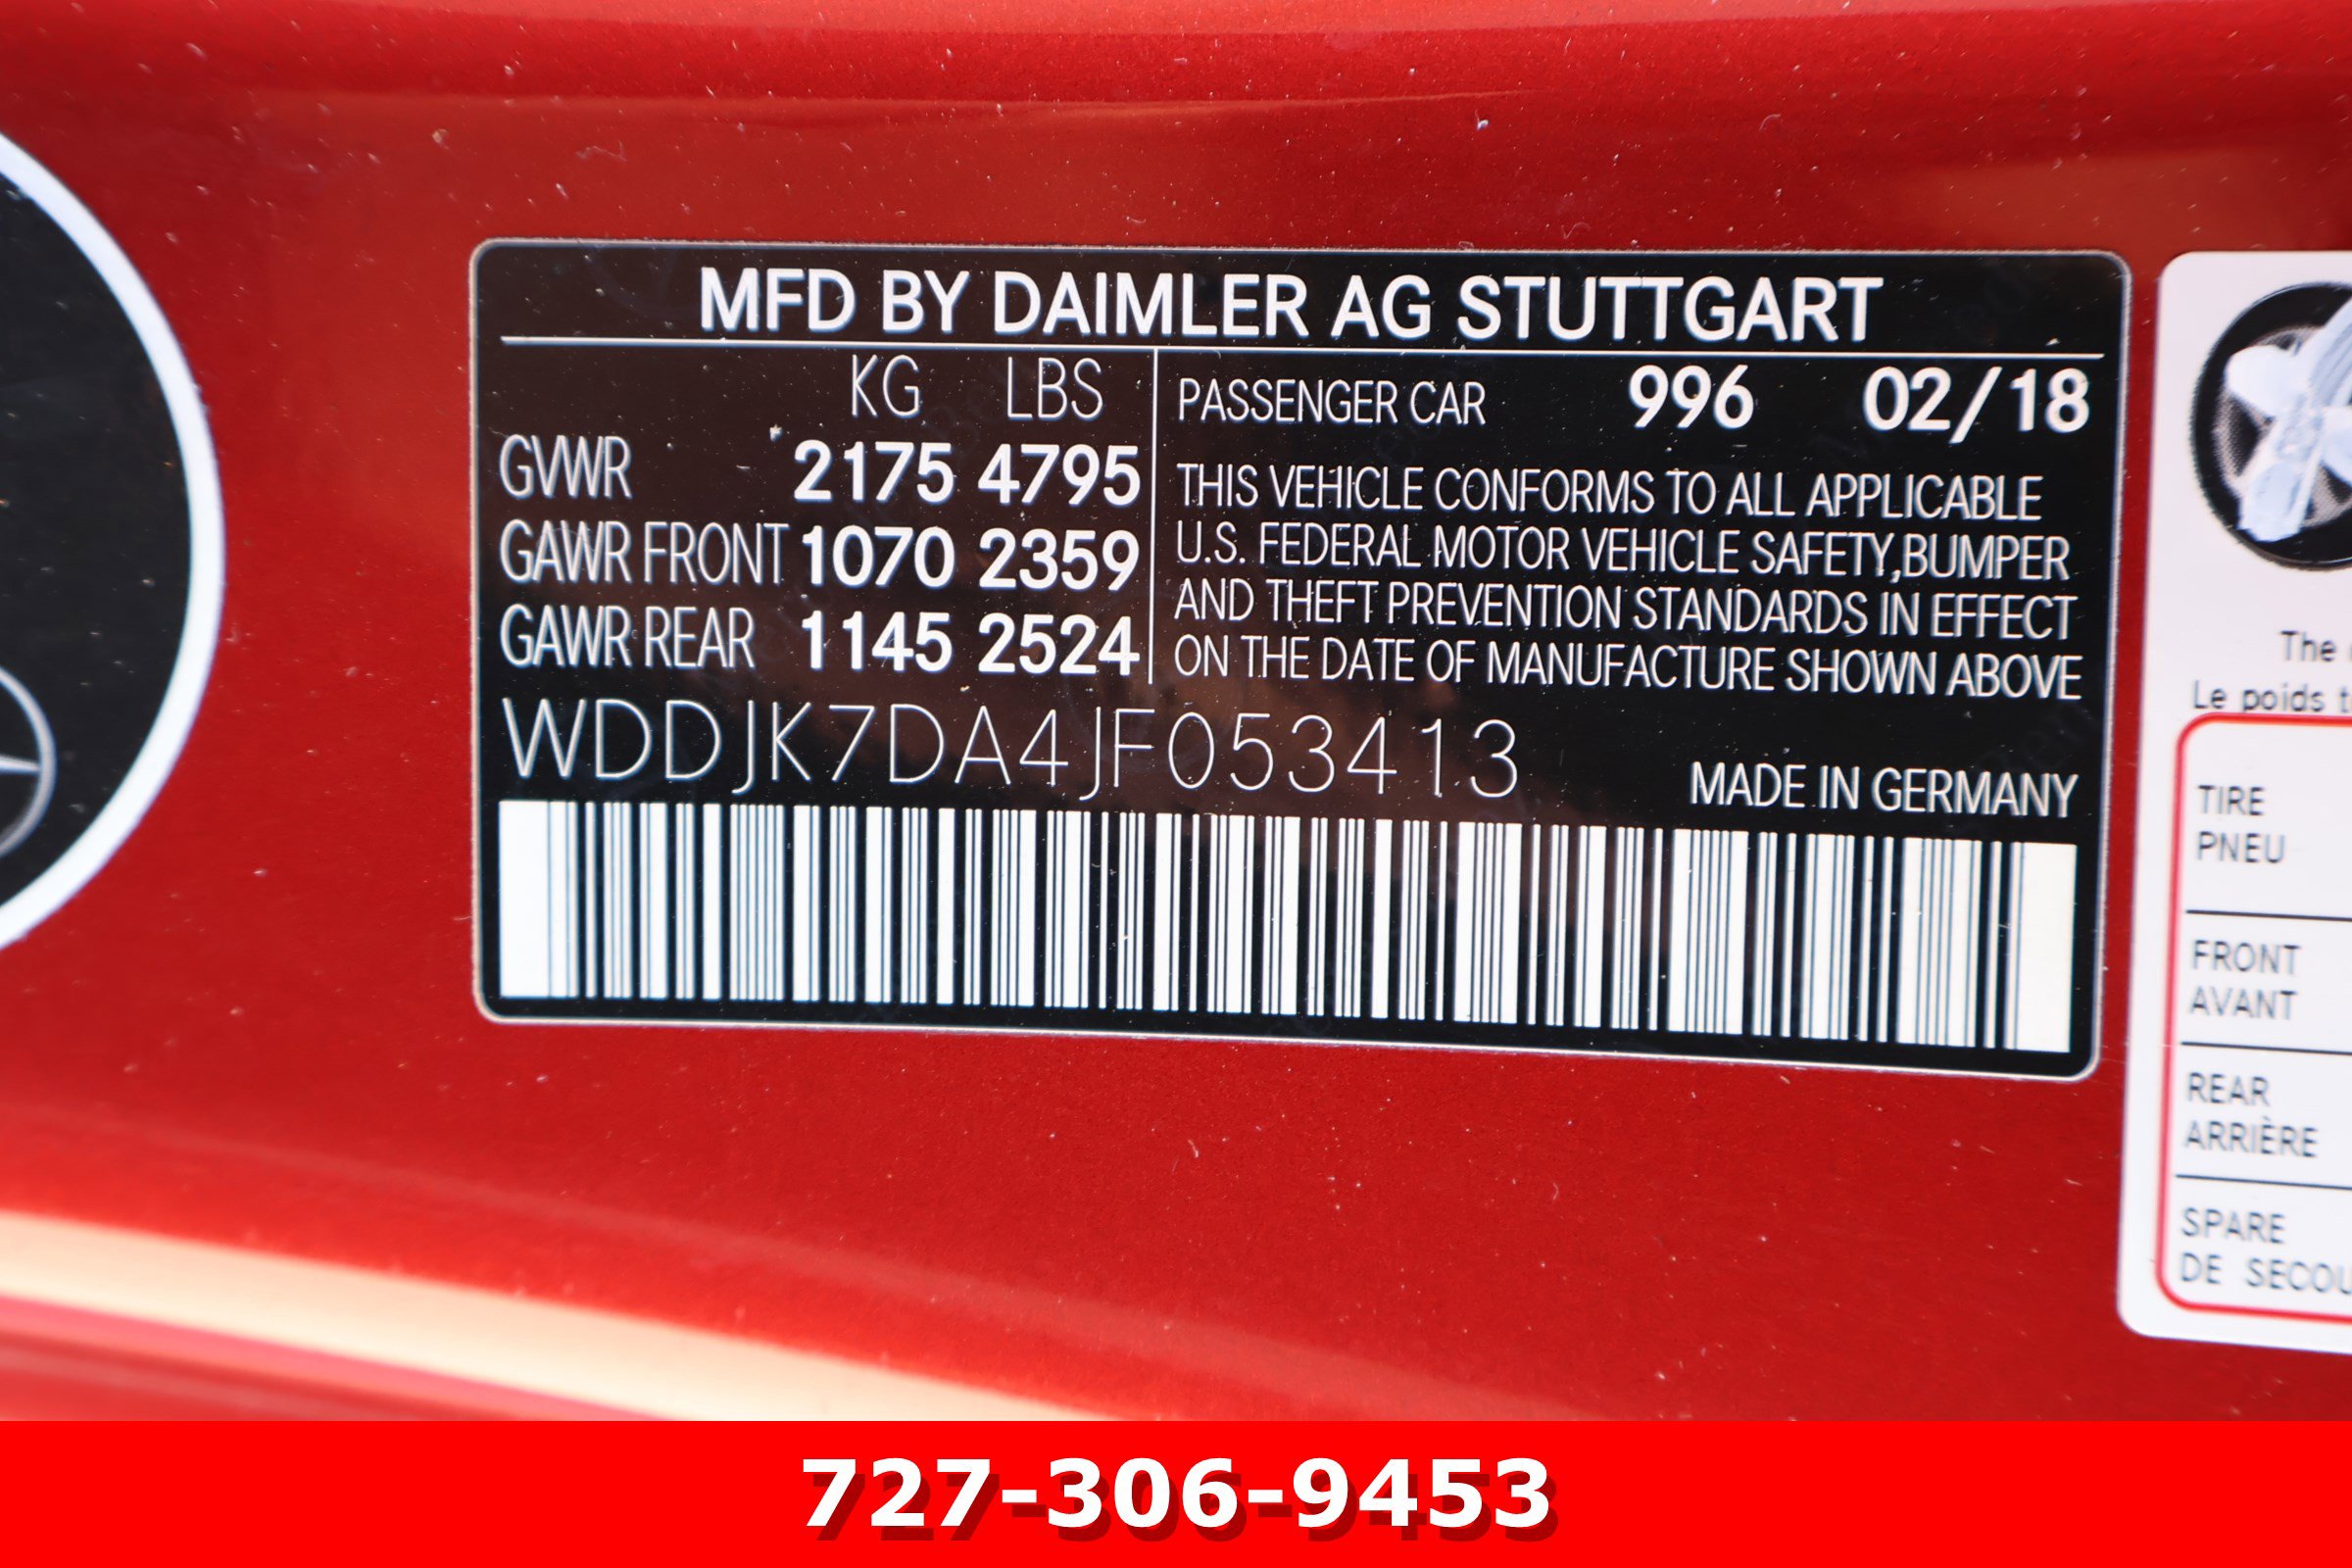 MFD BY DAIMLER AG STUTTGART
KG LBS
GVWR 2175 4795
GAWR FRONT 1070 2359
GAWR REAR 1145 2524
PASSENGER CAR 996 02/18
THIS VEHICLE CONFORMS TO ALL APPLICABLE
U.S. FEDERAL MOTOR VEHICLE SAFETY,BUMPER
AND THEFT PREVENTION STANDARDS IN EFFECT
ON THE DATE OF MANUFACTURE SHOWN ABOVE
WDDJK7DA4JF053413
MADE IN GERMANY
The
Le poids
TIRE
PNEU
FRONT
AVANT
REAR
ARRIÈRE
SPARE
DE
727-306-9453